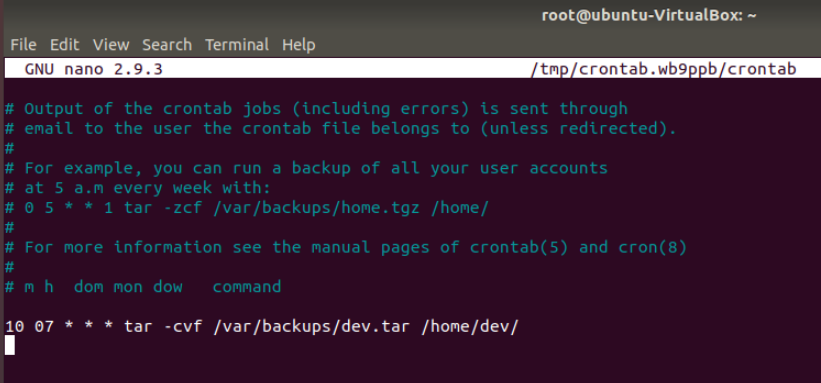 root@ubuntu-VirtualBox: ~
File Edit View Search Terminal Help
GNU nano 2.9.3 /tmp/crontab.wb9ppb/crontab
# Output of the crontab jobs (including errors) is sent through
# email to the user the crontab file belongs to (unless redirected).
#
# For example, you can run a backup of all your user accounts
# at 5 a.m every week with:
# 0 5 * * 1 tar -zcf /var/backups/home.tgz /home/
#
# For more information see the manual pages of crontab(5) and cron(8)
#
# m h  dom mon dow   command
10 07 * * * tar -cvf /var/backups/dev.tar /home/dev/